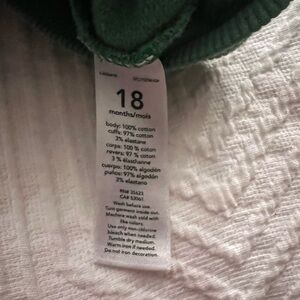 18
months/mois
body: 100% cotton
cuffs: 97% cotton
3% elastane
corps: 100 % coton
revers: 97 % coton
3 % élasthanne
cuerpo: 100% algodón
puños: 97% algodón
3% elastano
RN# 35623
Wash before use.
Turn garment inside out.
Machine wash cold with
like colors.
Use only non-chlorine
bleach when needed.
Tumble dry medium.
Warm iron if needed.
Do not iron decoration.